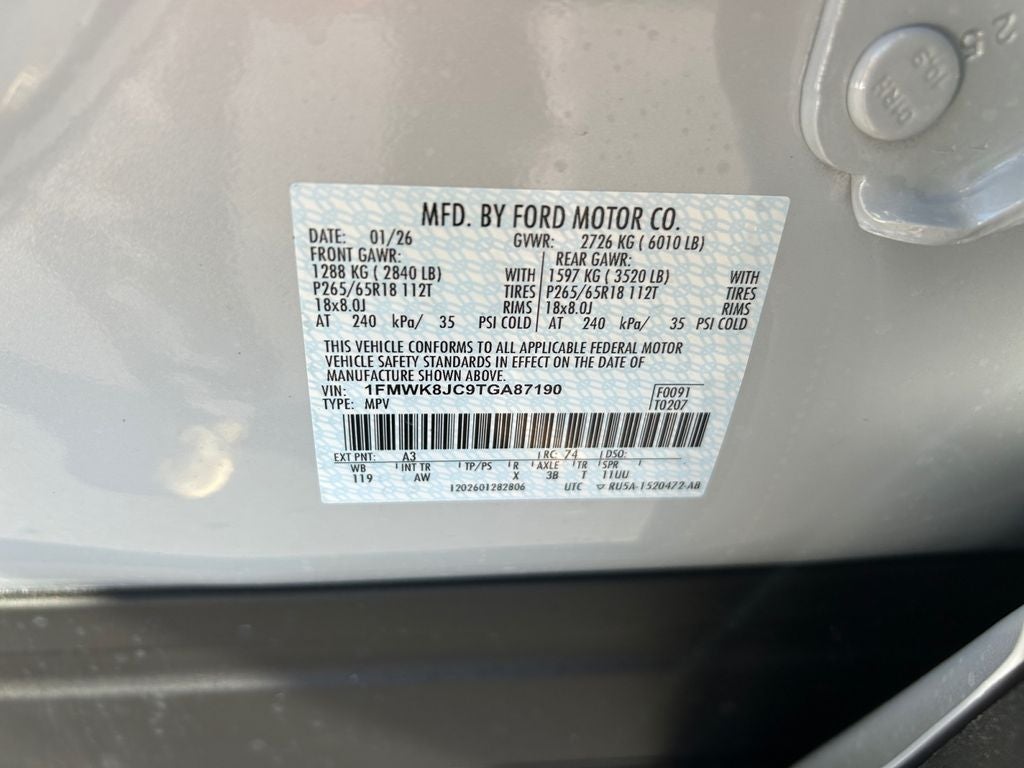 MFD. BY FORD MOTOR CO.
DATE: 01/26 GVWR: 2726 KG ( 6010 LB)
FRONT GAWR: REAR GAWR:
1288 KG ( 2840 LB) WITH 1597 KG ( 3520 LB) WITH
P265/65R18 112T TIRES P265/65R18 112T TIRES
18x8.0J RIMS 18x8.0J RIMS
AT 240 kPa/ 35 PSI COLD AT 240 kPa/ 35 PSI COLD
THIS VEHICLE CONFORMS TO ALL APPLICABLE FEDERAL MOTOR
VEHICLE SAFETY STANDARDS IN EFFECT ON THE DATE OF
MANUFACTURE SHOWN ABOVE.
VIN: 1FMWK8JC9TGA87190 F0091
TYPE: MPV T0207
EXT PNT: A3 RC: 74 DSO:
WB INT TR TP/PS R AXLE TR SPR
119 AW X 3B T 11UU
1202601282806 UTC RU5A-1520472-AB
25